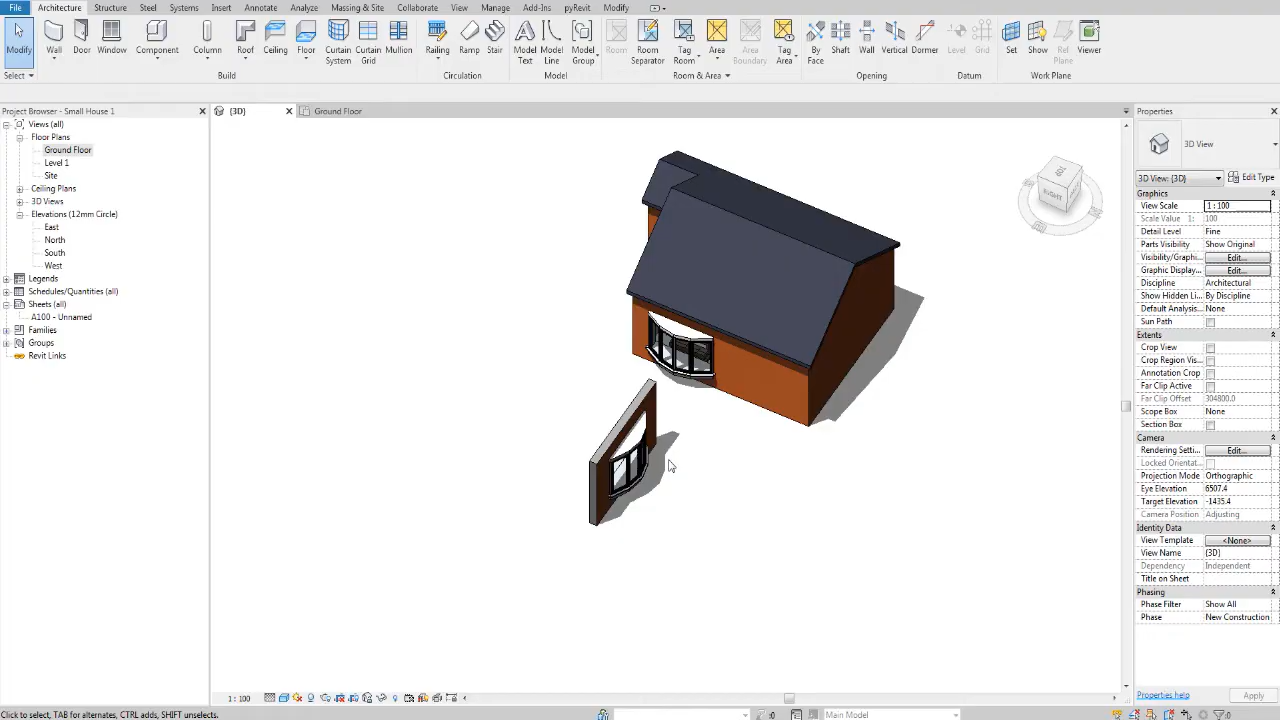 File Architecture Structure Steel Systems Insert Annotate Analyze Massing & Site Collaborate View Manage Add-Ins pyRevit Modify
Modify Wall Door Window Component Column Roof Ceiling Floor Curtain System Curtain Grid Mullion Railing Ramp Stair Model Text Model Line Model Group Room Room Separator Tag Room Area Area Boundary Tag Area By Face Shaft Wall Vertical Dormer Level Grid Set Show Ref Plane Viewer
Select Build Circulation Model Room & Area Opening Datum Work Plane
Project Browser - Small House 1
Views (all)
Floor Plans
Ground Floor
Level 1
Site
Ceiling Plans
3D Views
Elevations (12mm Circle)
East
North
South
West
Legends
Schedules/Quantities (all)
Sheets (all)
A100 - Unnamed
Families
Groups
Revit Links
{3D} Ground Floor
TOP
RIGHT
Properties
3D View
3D View: {3D} Edit Type
Graphics
View Scale 1 : 100
Scale Value 1: 100
Detail Level Fine
Parts Visibility Show Original
Visibility/Graphi... Edit...
Graphic Display... Edit...
Discipline Architectural
Show Hidden Li... By Discipline
Default Analysis... None
Sun Path
Extents
Crop View
Crop Region Vis...
Annotation Crop
Far Clip Active
Far Clip Offset 304800.0
Scope Box None
Section Box
Camera
Rendering Setti... Edit...
Locked Orientat...
Projection Mode Orthographic
Eye Elevation 6507.4
Target Elevation -1435.4
Camera Position Adjusting
Identity Data
View Template <None>
View Name {3D}
Dependency Independent
Title on Sheet
Phasing
Phase Filter Show All
Phase New Construction
Properties help Apply
1 : 100
Click to select, TAB for alternates, CTRL adds, SHIFT unselects. :0 Main Model :0